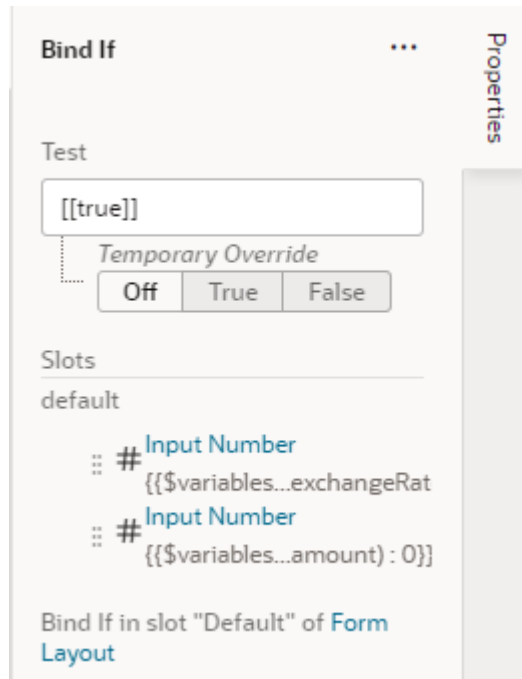 Bind If
...
Properties
Test
[[true]]
Temporary Override
Off True False
Slots
default
# Input Number
{{$variables...exchangeRat
# Input Number
{{$variables...amount) : 0}}
Bind If in slot "Default" of Form
Layout